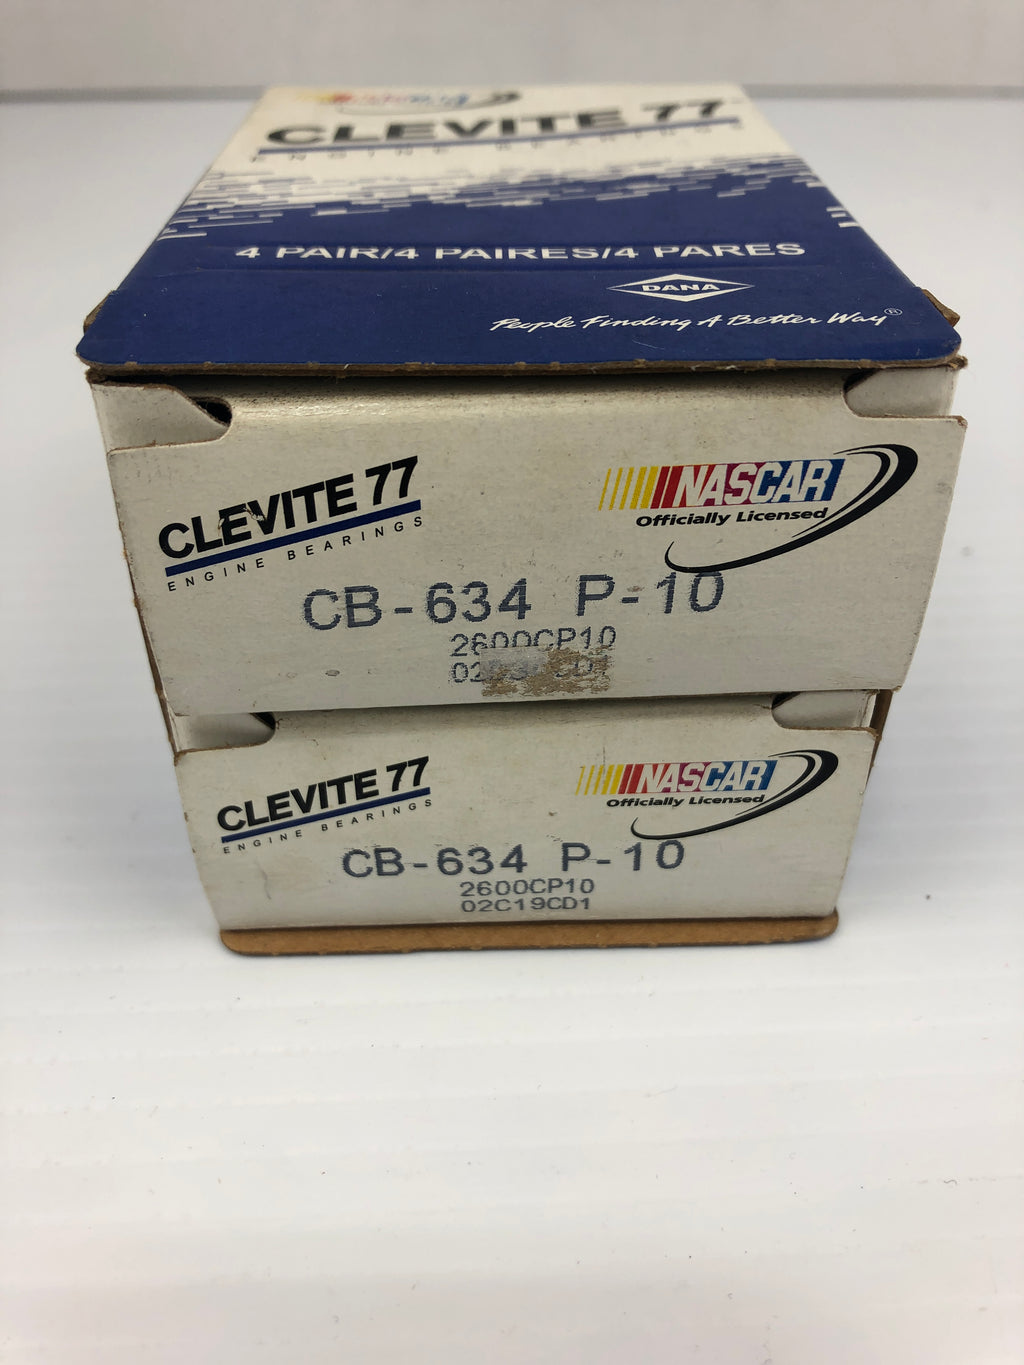 NASCAR
CLEVITE 77
ENGINE BEARINGS
4 PAIR/4 PAIRES/4 PARES
DANA
People Finding A Better Way®
CLEVITE 77
ENGINE BEARINGS
NASCAR
Officially Licensed
CB-634 P-10
2600CP10
CLEVITE 77
ENGINE BEARINGS
NASCAR
Officially Licensed
CB-634 P-10
2600CP10
02C19CD1